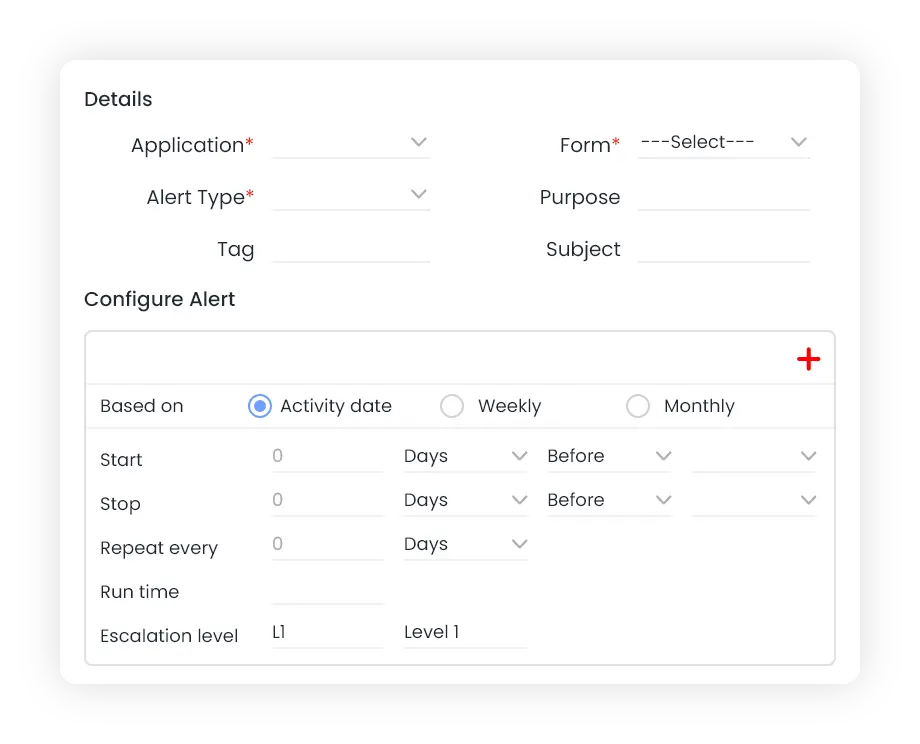 Details
Application* Form* ---Select---
Alert Type* Purpose
Tag Subject
Configure Alert
Based on Activity date Weekly Monthly
Start 0 Days Before
Stop 0 Days Before
Repeat every 0 Days
Run time
Escalation level L1 Level 1